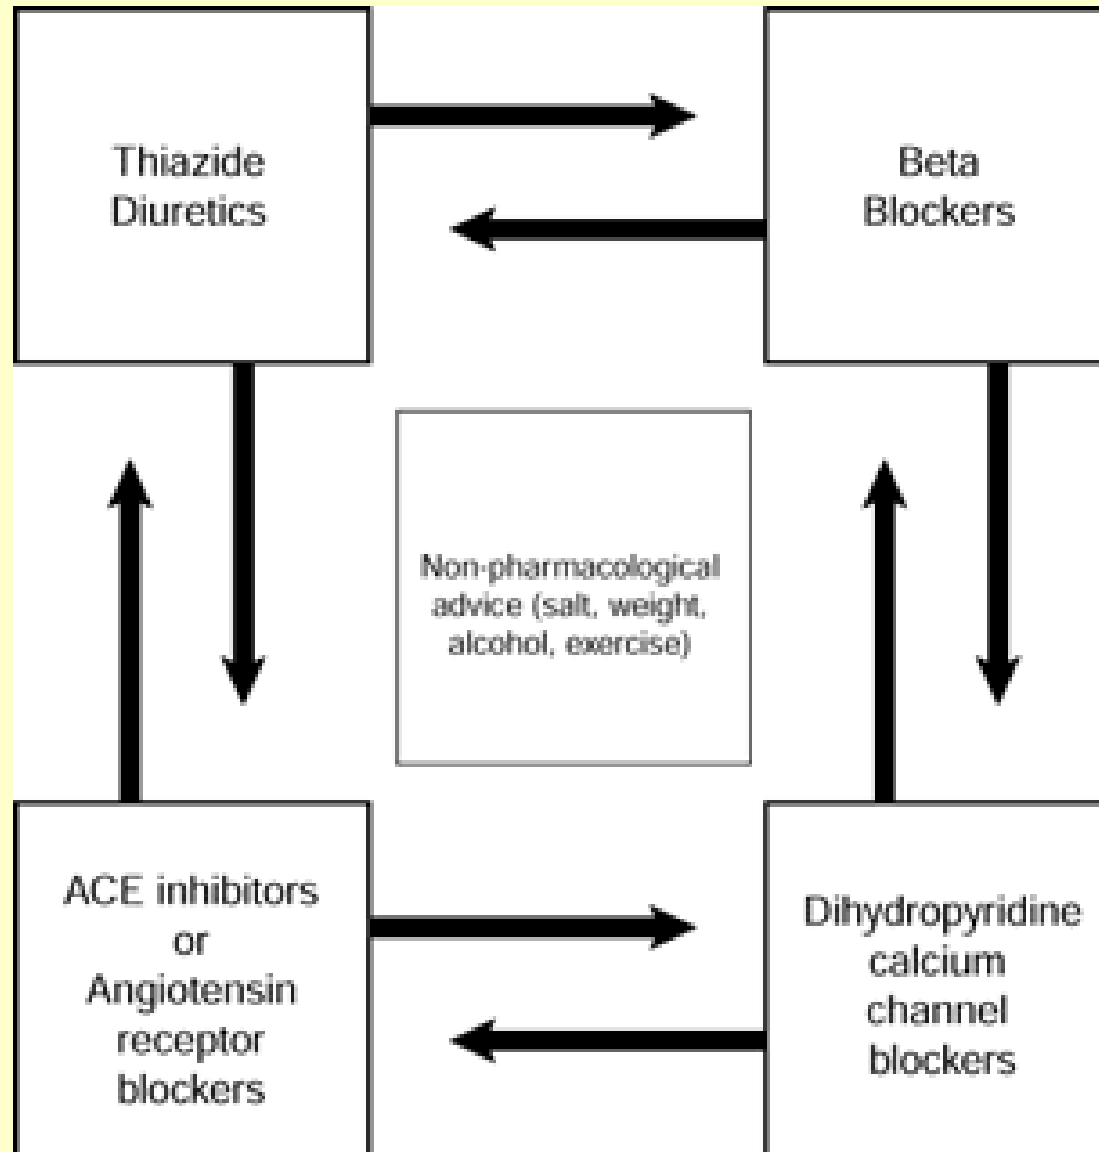 Thiazide
Diuretics
Beta
Blockers
Non-pharmacological
advice (salt, weight,
alcohol, exercise)
ACE inhibitors
or
Angiotensin
receptor
blockers
Dihydropyridine
calcium
channel
blockers